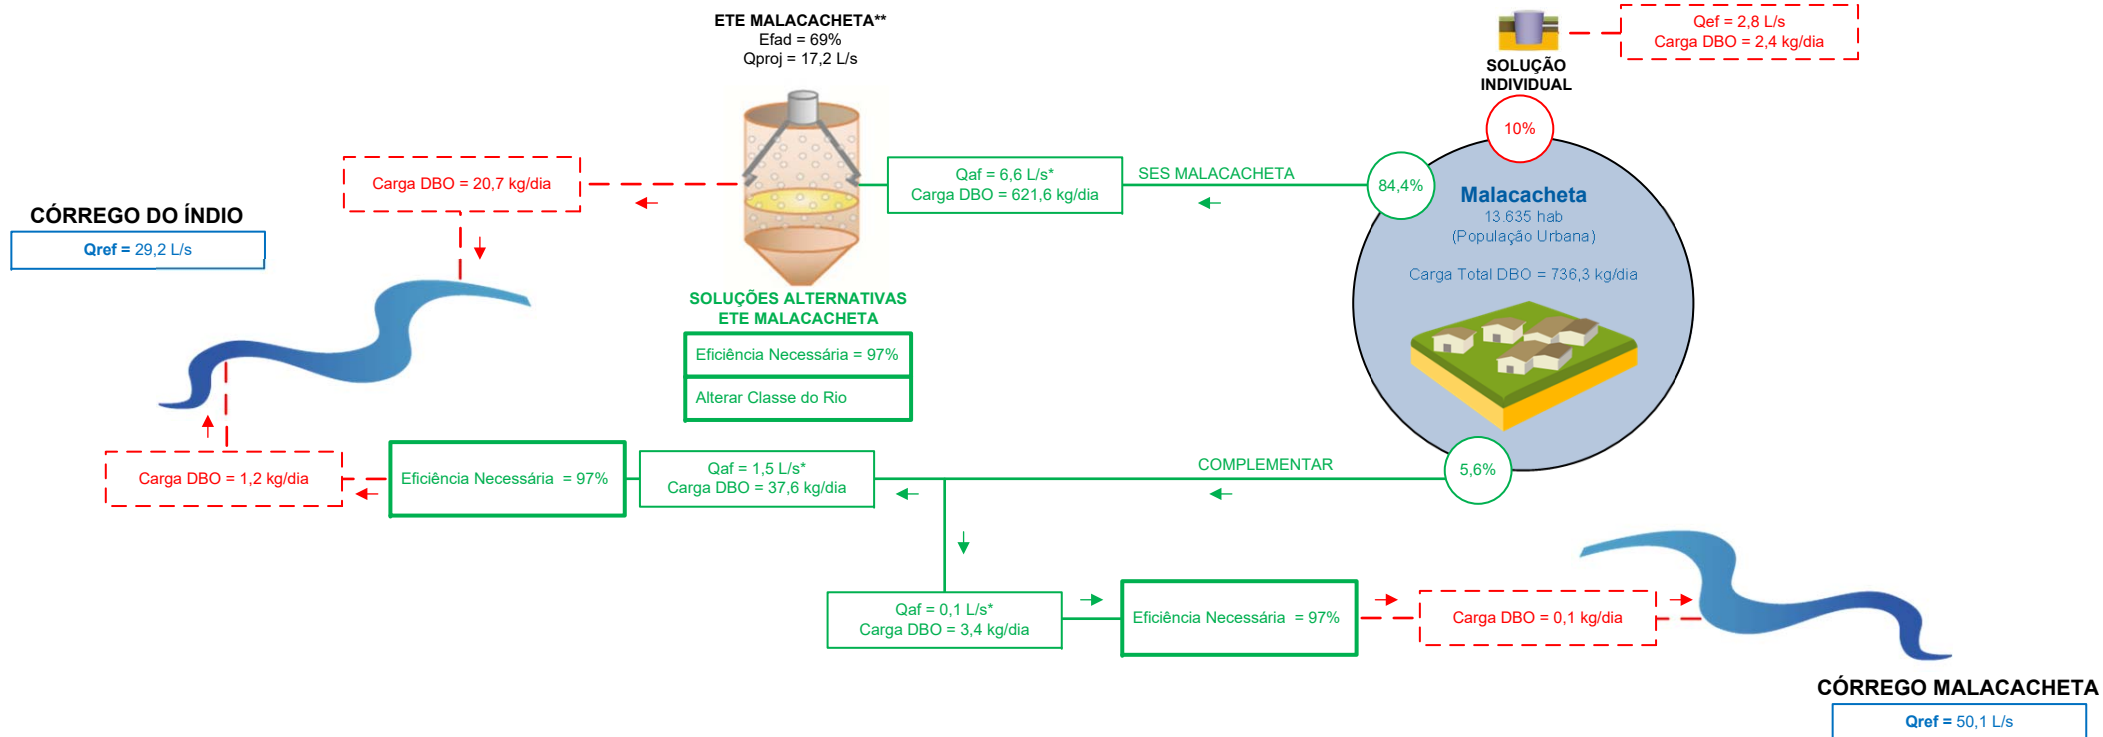 ETE MALACACHETA**
Efad = 69%
Qproj = 17,2 L/s
Qef = 2,8 L/s
Carga DBO = 2,4 kg/dia
SOLUÇÃO
INDIVIDUAL
10%
Carga DBO = 20,7 kg/dia
Qaf = 6,6 L/s*
Carga DBO = 621,6 kg/dia
SES MALACACHETA
84,4%
Malacacheta
13.635 hab
(População Urbana)
Carga Total DBO = 736,3 kg/dia
CÓRREGO DO ÍNDIO
Qref = 29,2 L/s
SOLUÇÕES ALTERNATIVAS
ETE MALACACHETA
Eficiência Necessária = 97%
Alterar Classe do Rio
Carga DBO = 1,2 kg/dia
Eficiência Necessária = 97%
Qaf = 1,5 L/s*
Carga DBO = 37,6 kg/dia
COMPLEMENTAR
5,6%
Qaf = 0,1 L/s*
Carga DBO = 3,4 kg/dia
Eficiência Necessária = 97%
Carga DBO = 0,1 kg/dia
CÓRREGO MALACACHETA
Qref = 50,1 L/s